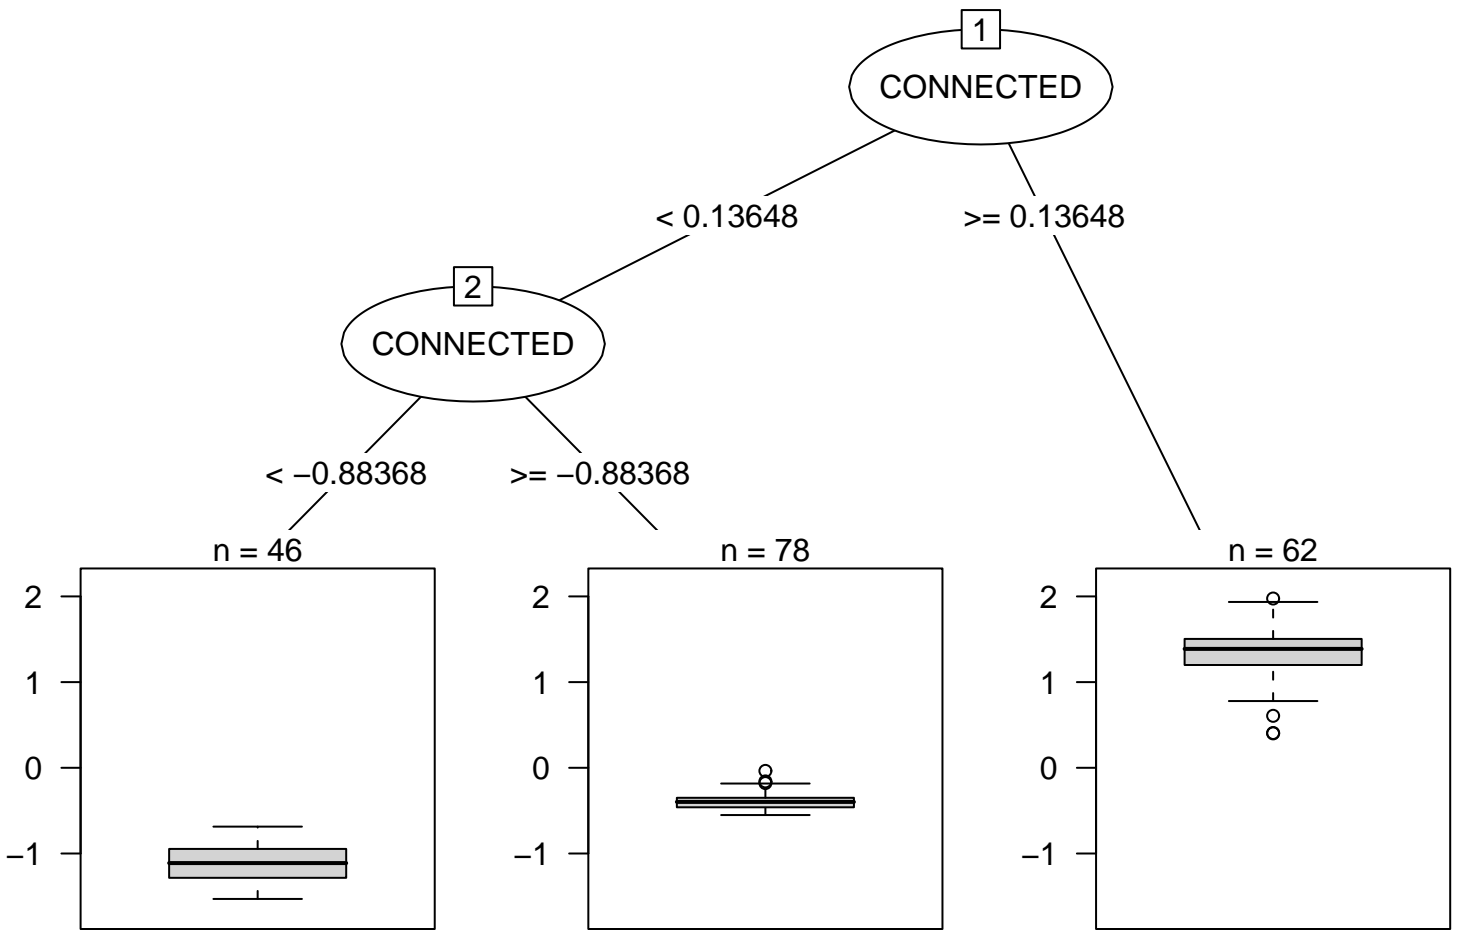 1
CONNECTED
< 0.13648 >= 0.13648
2
CONNECTED
< −0.88368 >= −0.88368
n = 46
2
1
0
−1
n = 78
2
1
0
−1
n = 62
2
1
0
−1